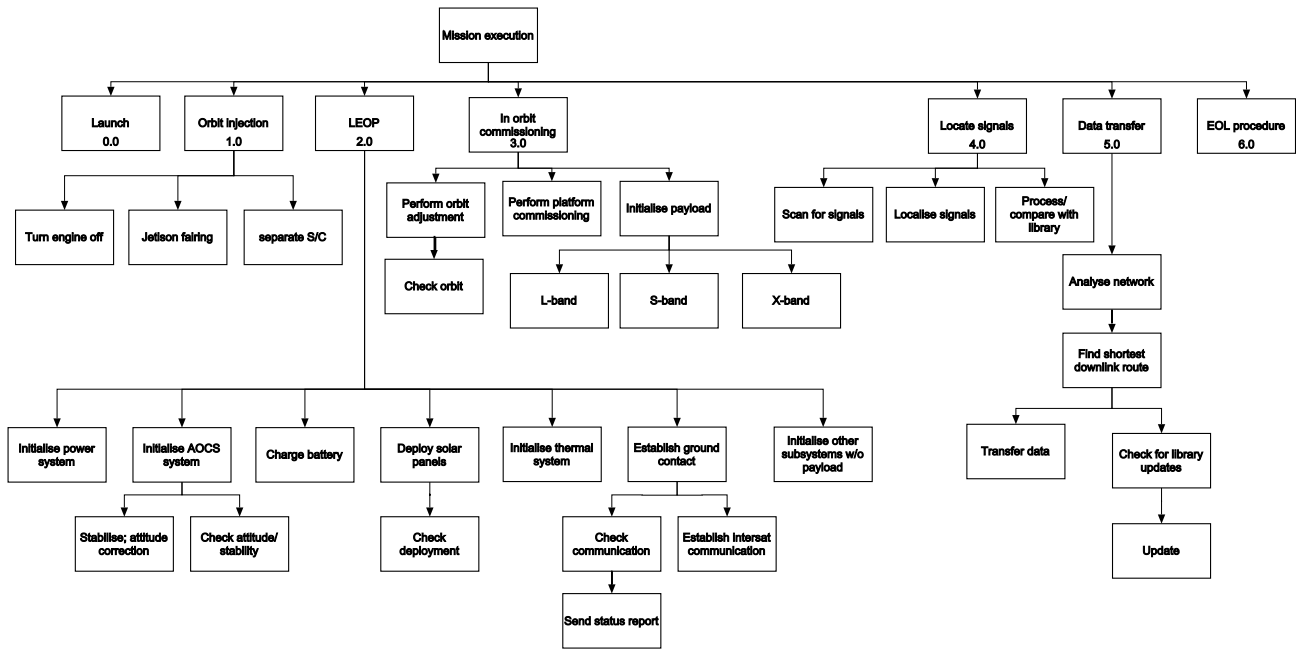 Mission execution
Launch
0.0
Orbit injection
1.0
LEOP
2.0
In orbit
commissioning
3.0
Locate signals
4.0
Data transfer
5.0
EOL procedure
6.0
Turn engine off
Jetison fairing
separate S/C
Perform orbit
adjustment
Perform platform
commissioning
Initialise payload
Scan for signals
Localise signals
Process/
compare with
library
Check orbit
L-band
S-band
X-band
Analyse network
Find shortest
downlink route
Initialise power
system
Initialise AOCS
system
Charge battery
Deploy solar
panels
Initialise thermal
system
Establish ground
contact
Initialise other
subsystems w/o
payload
Transfer data
Check for library
updates
Stabilise; attitude
correction
Check attitude/
stability
Check
deployment
Check
communication
Establish intersat
communication
Update
Send status report